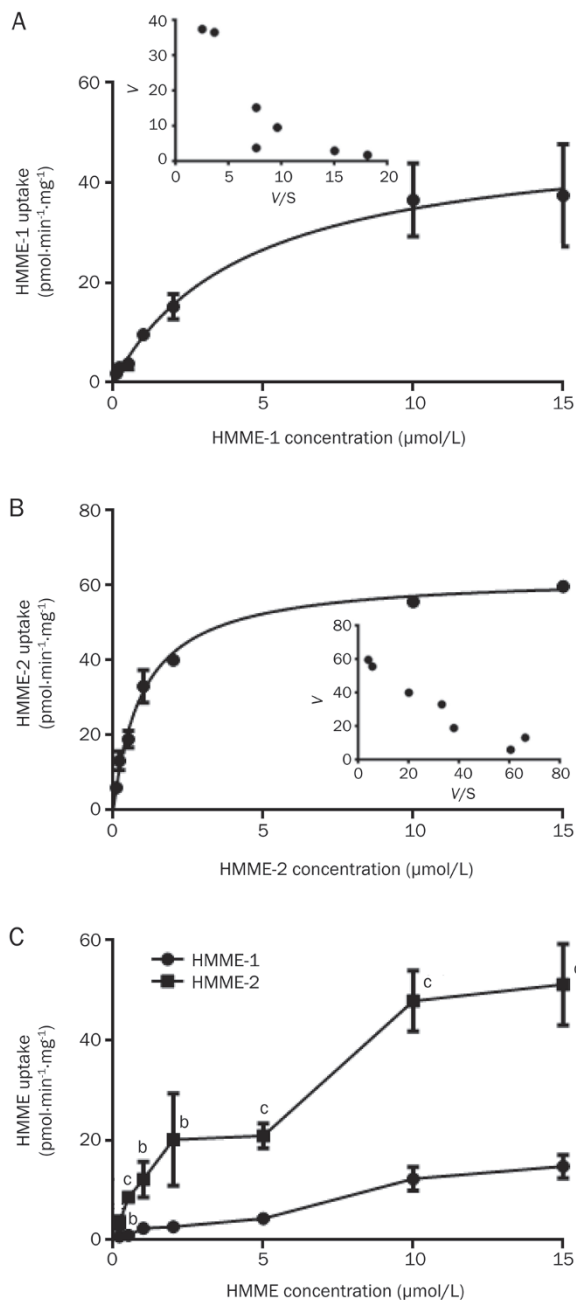 A
HMME-1 uptake
(pmol·min⁻¹·mg⁻¹)
60
40
20
0
0
5
10
15
HMME-1 concentration (µmol/L)
V
40
30
20
10
0
0
5
10
15
20
V/S
B
HMME-2 uptake
(pmol·min⁻¹·mg⁻¹)
80
60
40
20
0
0
5
10
15
HMME-2 concentration (µmol/L)
V
80
60
40
20
0
0
20
40
60
80
V/S
C
HMME-1
HMME-2
HMME uptake
(pmol·min⁻¹·mg⁻¹)
60
40
20
0
c
b
b
b
c
c
0
5
10
15
HMME concentration (µmol/L)